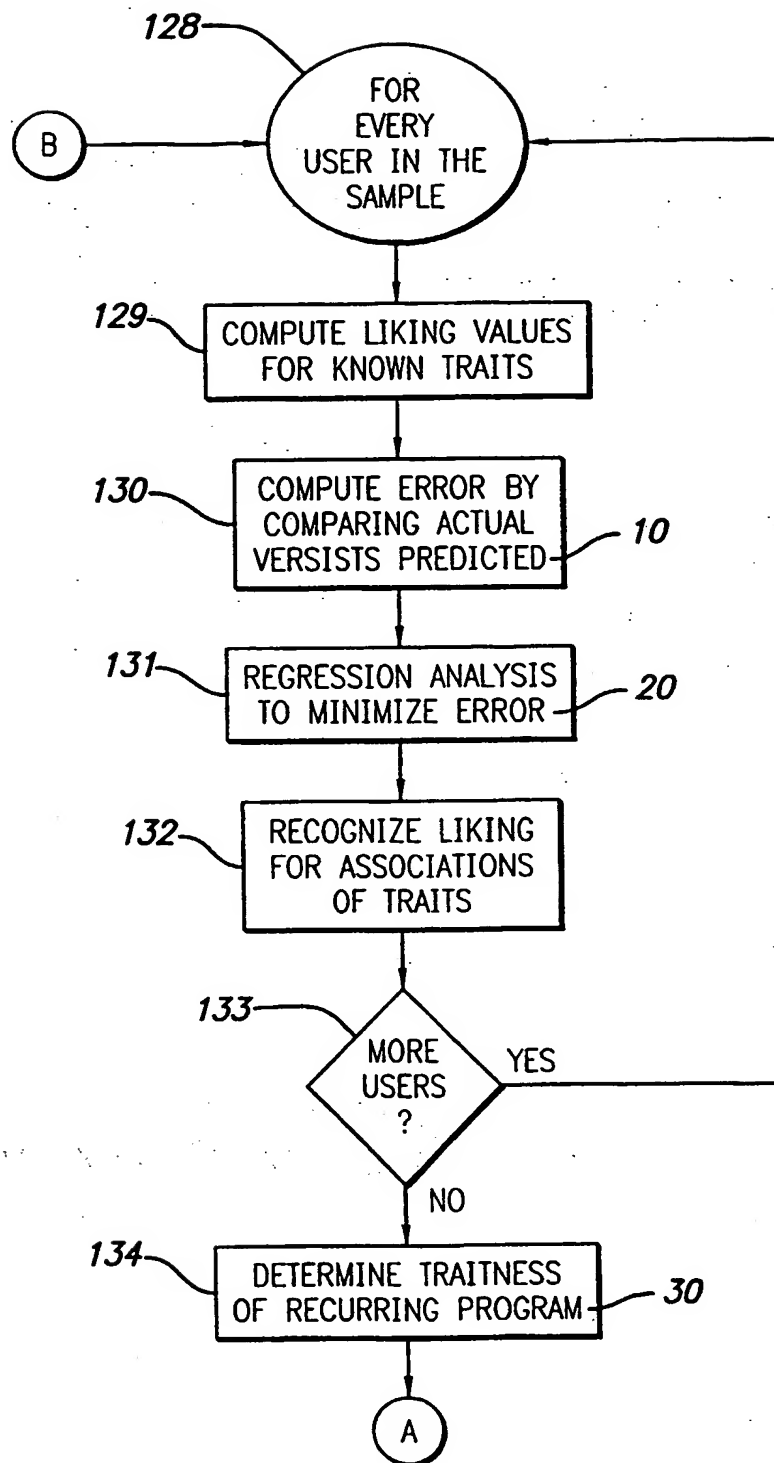 128
FOR
EVERY
USER IN THE
SAMPLE
B
129
COMPUTE LIKING VALUES
FOR KNOWN TRAITS
130
COMPUTE ERROR BY
COMPARING ACTUAL
VERSISTS PREDICTED
10
131
REGRESSION ANALYSIS
TO MINIMIZE ERROR
20
132
RECOGNIZE LIKING
FOR ASSOCIATIONS
OF TRAITS
133
MORE
USERS
?
YES
NO
134
DETERMINE TRAITNESS
OF RECURRING PROGRAM
30
A